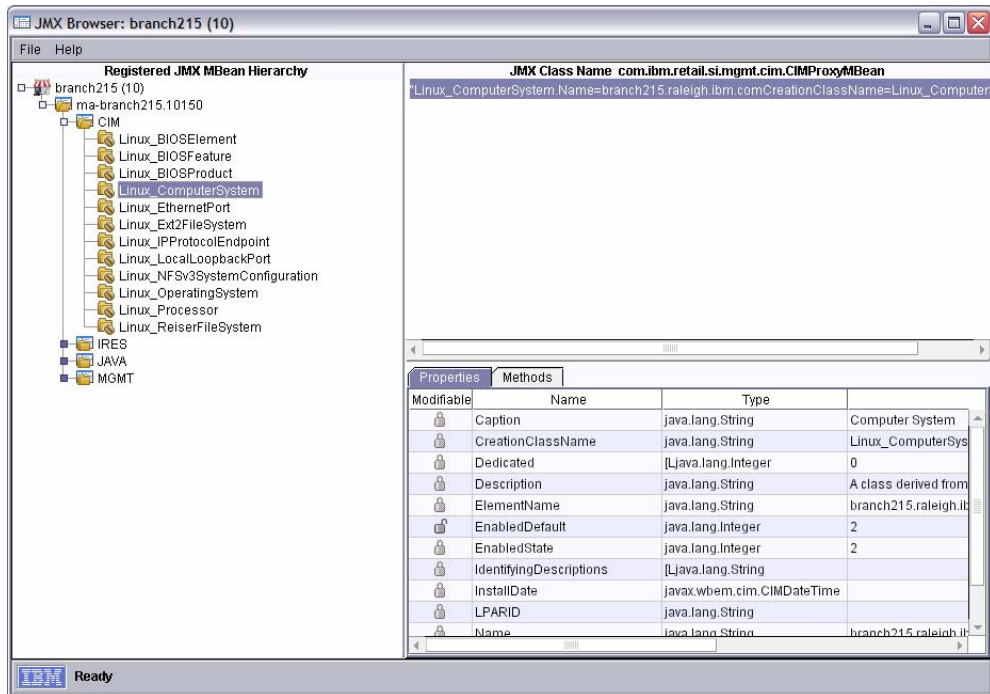 JMX Browser: branch215 (10)
File Help
Registered JMX MBean Hierarchy
branch215 (10)
ma-branch215.10150
CIM
Linux_BIOSElement
Linux_BIOSFeature
Linux_BIOSProduct
Linux_ComputerSystem
Linux_EthernetPort
Linux_Ext2FileSystem
Linux_IPProtocolEndpoint
Linux_LocalLoopbackPort
Linux_NFSv3SystemConfiguration
Linux_OperatingSystem
Linux_Processor
Linux_ReiserFileSystem
IRES
JAVA
MGMT
JMX Class Name com.ibm.retail.si.mgmt.cim.CIMProxyMBean
"Linux_ComputerSystem.Name=branch215.raleigh.ibm.comCreationClassName=Linux_Computer
Properties Methods
Modifiable Name Type
Caption java.lang.String Computer System
CreationClassName java.lang.String Linux_ComputerSys
Dedicated [Ljava.lang.Integer 0
Description java.lang.String A class derived from
ElementName java.lang.String branch215.raleigh.ib
EnabledDefault java.lang.Integer 2
EnabledState java.lang.Integer 2
IdentifyingDescriptions [Ljava.lang.String
InstallDate javax.wbem.cim.CIMDateTime
LPARID java.lang.String
Name java.lang.String branch215.raleigh.ib
IBM Ready